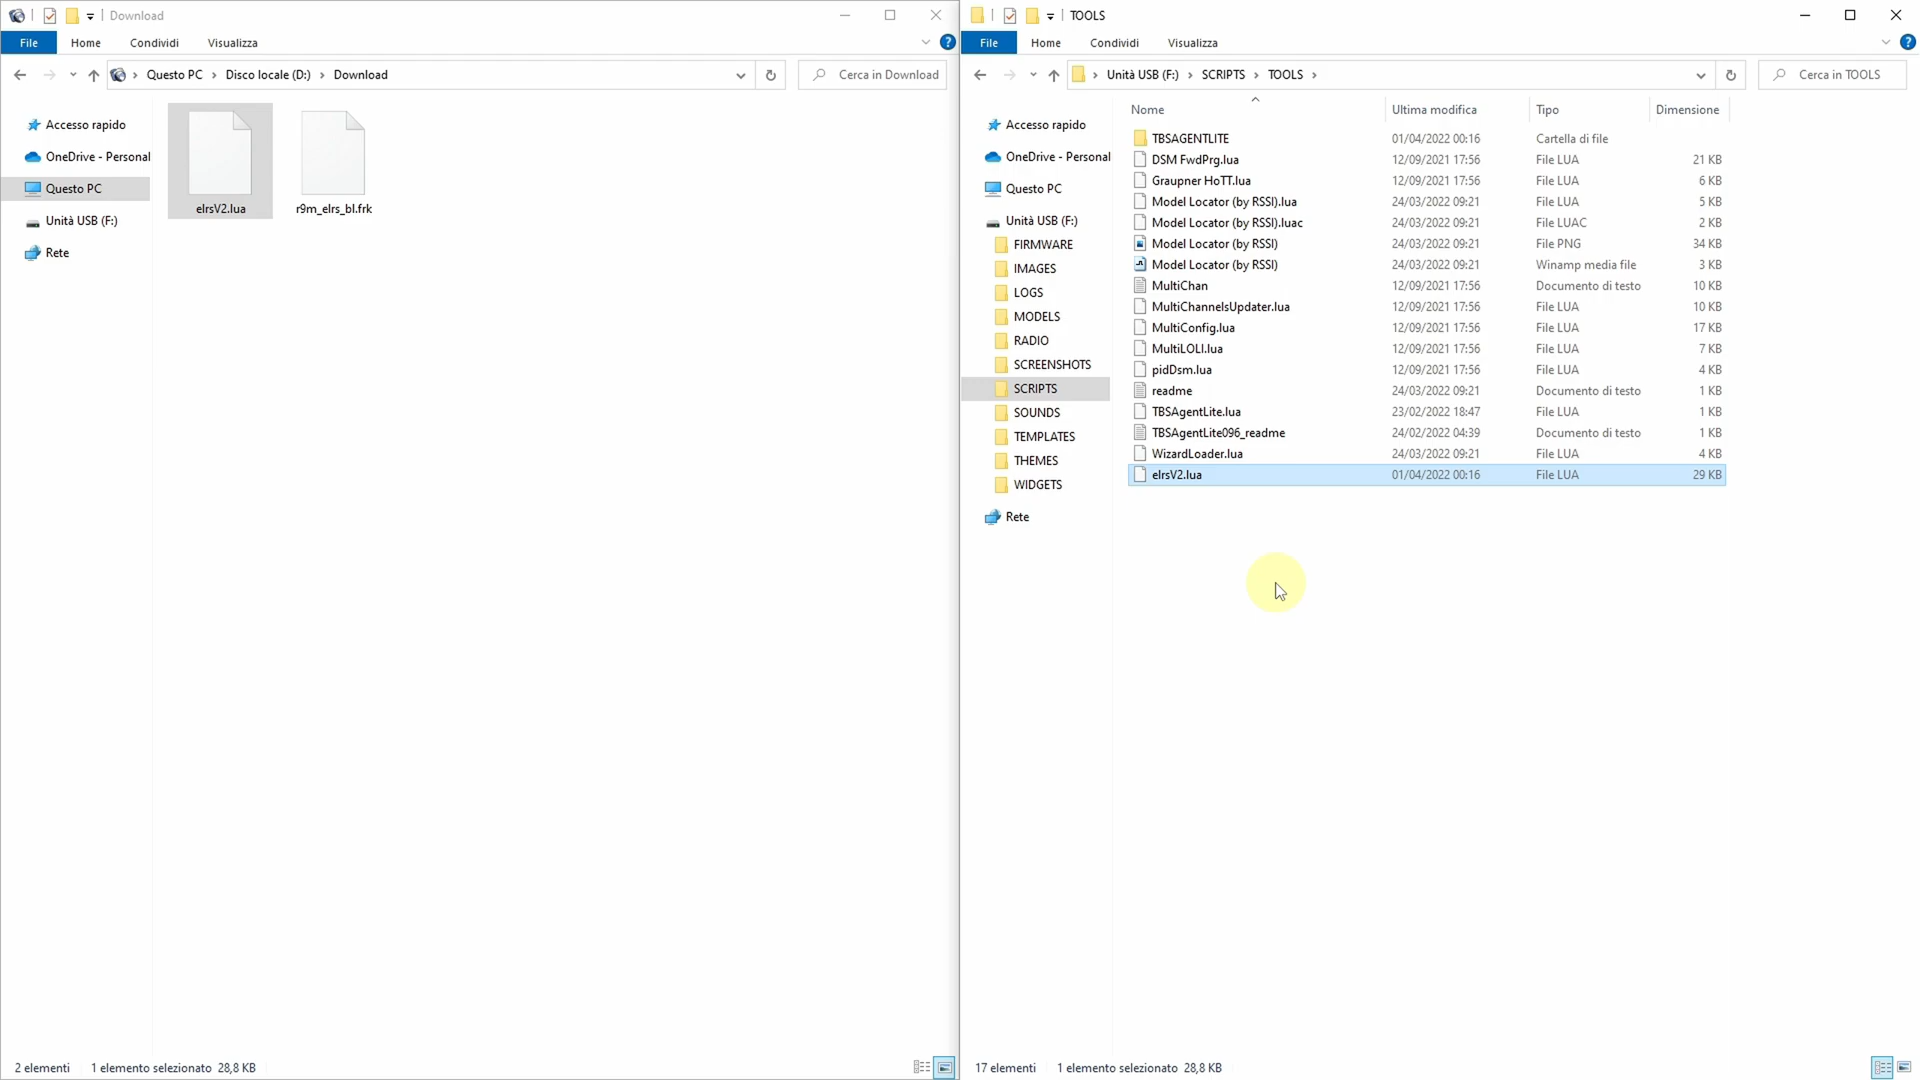 Download
File Home Condividi Visualizza
Questo PC Disco locale (D:) Download Cerca in Download
Accesso rapido
OneDrive - Personal
Questo PC
Unità USB (F:)
Rete
elrsV2.lua r9m_elrs_bl.frk
2 elementi 1 elemento selezionato 28,8 KB
TOOLS
File Home Condividi Visualizza
Unità USB (F:) SCRIPTS TOOLS Cerca in TOOLS
Accesso rapido
OneDrive - Personal
Questo PC
Unità USB (F:)
FIRMWARE
IMAGES
LOGS
MODELS
RADIO
SCREENSHOTS
SCRIPTS
SOUNDS
TEMPLATES
THEMES
WIDGETS
Rete
Nome Ultima modifica Tipo Dimensione
TBSAGENTLITE 01/04/2022 00:16 Cartella di file
DSM FwdPrg.lua 12/09/2021 17:56 File LUA 21 KB
Graupner HoTT.lua 12/09/2021 17:56 File LUA 6 KB
Model Locator (by RSSI).lua 24/03/2022 09:21 File LUA 5 KB
Model Locator (by RSSI).luac 24/03/2022 09:21 File LUAC 2 KB
Model Locator (by RSSI) 24/03/2022 09:21 File PNG 34 KB
Model Locator (by RSSI) 24/03/2022 09:21 Winamp media file 3 KB
MultiChan 12/09/2021 17:56 Documento di testo 10 KB
MultiChannelsUpdater.lua 12/09/2021 17:56 File LUA 10 KB
MultiConfig.lua 12/09/2021 17:56 File LUA 17 KB
MultiLOLI.lua 12/09/2021 17:56 File LUA 7 KB
pidDsm.lua 12/09/2021 17:56 File LUA 4 KB
readme 24/03/2022 09:21 Documento di testo 1 KB
TBSAgentLite.lua 23/02/2022 18:47 File LUA 1 KB
TBSAgentLite096_readme 24/02/2022 04:39 Documento di testo 1 KB
WizardLoader.lua 24/03/2022 09:21 File LUA 4 KB
elrsV2.lua 01/04/2022 00:16 File LUA 29 KB
17 elementi 1 elemento selezionato 28,8 KB